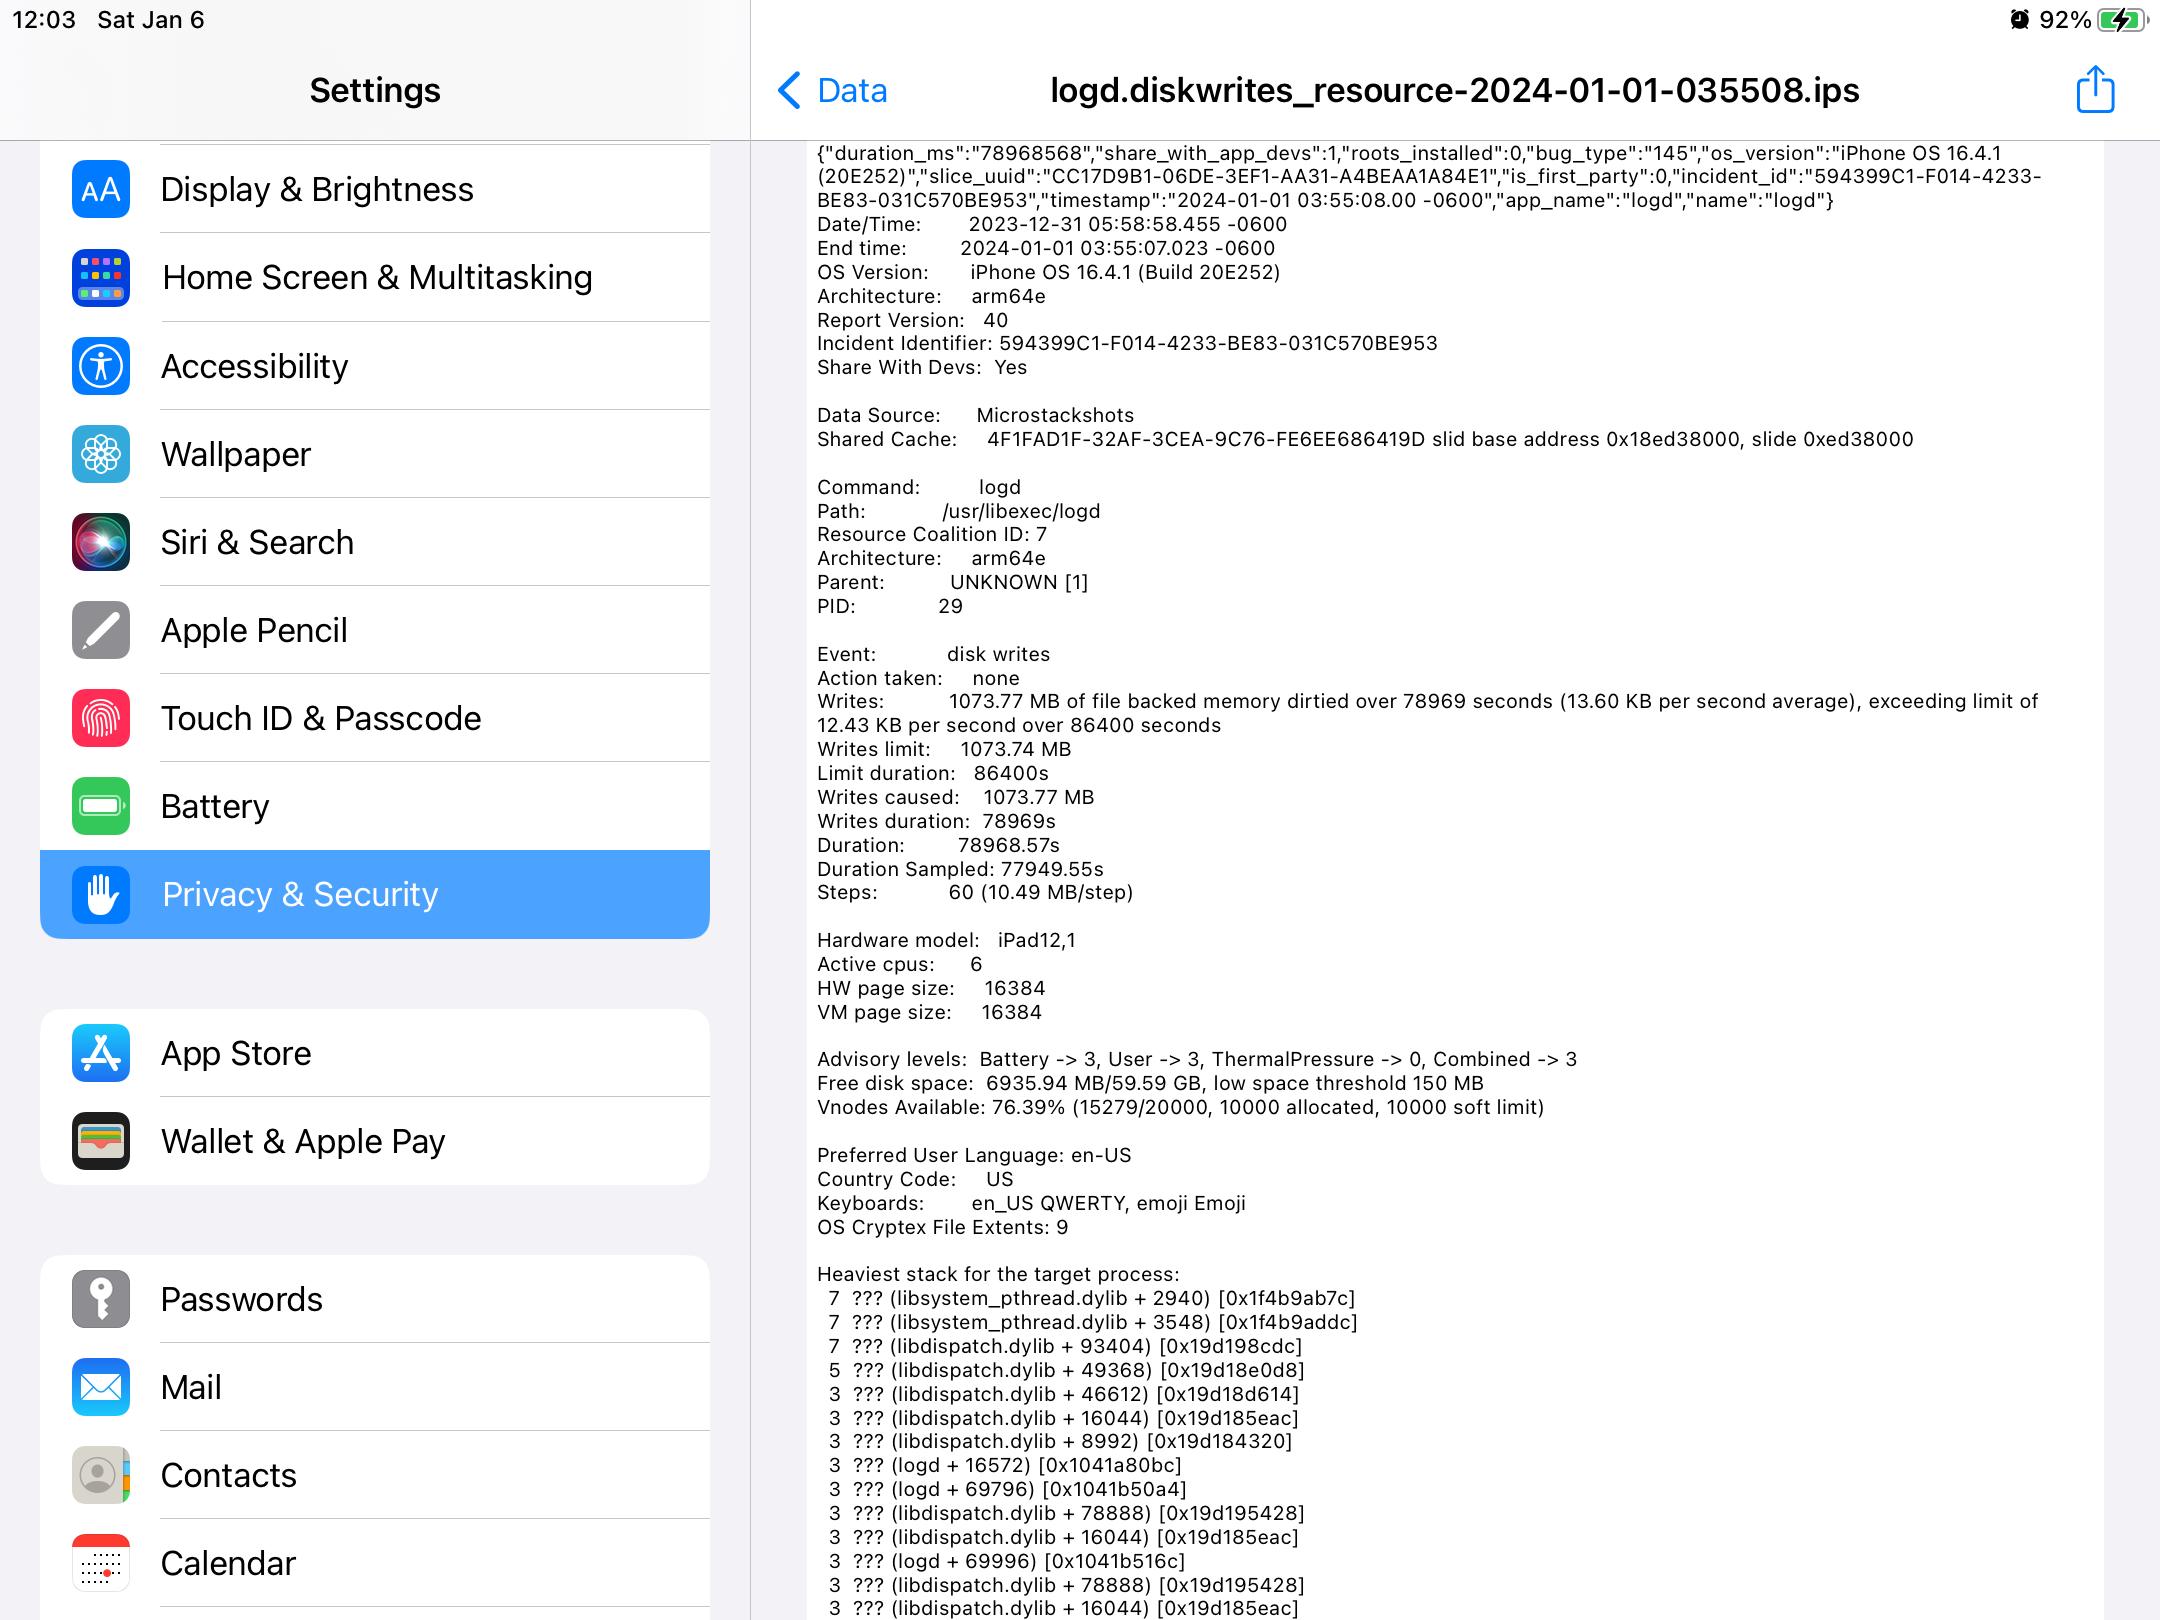 12:03 Sat Jan 6
92%
Settings
Display & Brightness
Home Screen & Multitasking
Accessibility
Wallpaper
Siri & Search
Apple Pencil
Touch ID & Passcode
Battery
Privacy & Security
App Store
Wallet & Apple Pay
Passwords
Mail
Contacts
Calendar
Data
logd.diskwrites_resource-2024-01-01-035508.ips
{"duration_ms":"78968568","share_with_app_devs":1,"roots_installed":0,"bug_type":"145","os_version":"iPhone OS 16.4.1
(20E252)","slice_uuid":"CC17D9B1-06DE-3EF1-AA31-A4BEAA1A84E1","is_first_party":0,"incident_id":"594399C1-F014-4233-
BE83-031C570BE953","timestamp":"2024-01-01 03:55:08.00 -0600","app_name":"logd","name":"logd"}
Date/Time: 2023-12-31 05:58:58.455 -0600
End time: 2024-01-01 03:55:07.023 -0600
OS Version: iPhone OS 16.4.1 (Build 20E252)
Architecture: arm64e
Report Version: 40
Incident Identifier: 594399C1-F014-4233-BE83-031C570BE953
Share With Devs: Yes
Data Source: Microstackshots
Shared Cache: 4F1FAD1F-32AF-3CEA-9C76-FE6EE686419D slid base address 0x18ed38000, slide 0xed38000
Command: logd
Path: /usr/libexec/logd
Resource Coalition ID: 7
Architecture: arm64e
Parent: UNKNOWN [1]
PID: 29
Event: disk writes
Action taken: none
Writes: 1073.77 MB of file backed memory dirtied over 78969 seconds (13.60 KB per second average), exceeding limit of
12.43 KB per second over 86400 seconds
Writes limit: 1073.74 MB
Limit duration: 86400s
Writes caused: 1073.77 MB
Writes duration: 78969s
Duration: 78968.57s
Duration Sampled: 77949.55s
Steps: 60 (10.49 MB/step)
Hardware model: iPad12,1
Active cpus: 6
HW page size: 16384
VM page size: 16384
Advisory levels: Battery -> 3, User -> 3, ThermalPressure -> 0, Combined -> 3
Free disk space: 6935.94 MB/59.59 GB, low space threshold 150 MB
Vnodes Available: 76.39% (15279/20000, 10000 allocated, 10000 soft limit)
Preferred User Language: en-US
Country Code: US
Keyboards: en_US QWERTY, emoji Emoji
OS Cryptex File Extents: 9
Heaviest stack for the target process:
7 ??? (libsystem_pthread.dylib + 2940) [0x1f4b9ab7c]
7 ??? (libsystem_pthread.dylib + 3548) [0x1f4b9addc]
7 ??? (libdispatch.dylib + 93404) [0x19d198cdc]
5 ??? (libdispatch.dylib + 49368) [0x19d18e0d8]
3 ??? (libdispatch.dylib + 46612) [0x19d18d614]
3 ??? (libdispatch.dylib + 16044) [0x19d185eac]
3 ??? (libdispatch.dylib + 8992) [0x19d184320]
3 ??? (logd + 16572) [0x1041a80bc]
3 ??? (logd + 69796) [0x1041b50a4]
3 ??? (libdispatch.dylib + 78888) [0x19d195428]
3 ??? (libdispatch.dylib + 16044) [0x19d185eac]
3 ??? (logd + 69996) [0x1041b516c]
3 ??? (libdispatch.dylib + 78888) [0x19d195428]
3 ??? (libdispatch.dylib + 16044) [0x19d185eac]